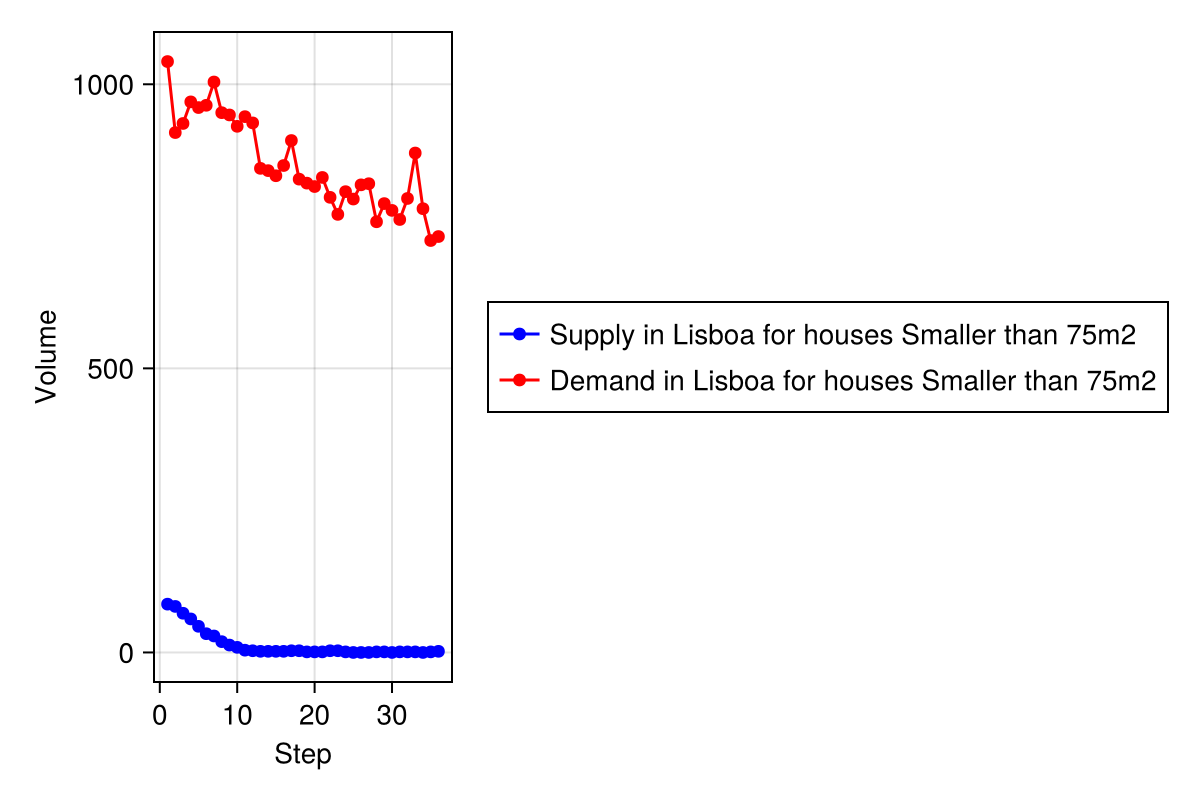 1000
500
0
Volume
0 10 20 30
Step
Supply in Lisboa for houses Smaller than 75m2
Demand in Lisboa for houses Smaller than 75m2